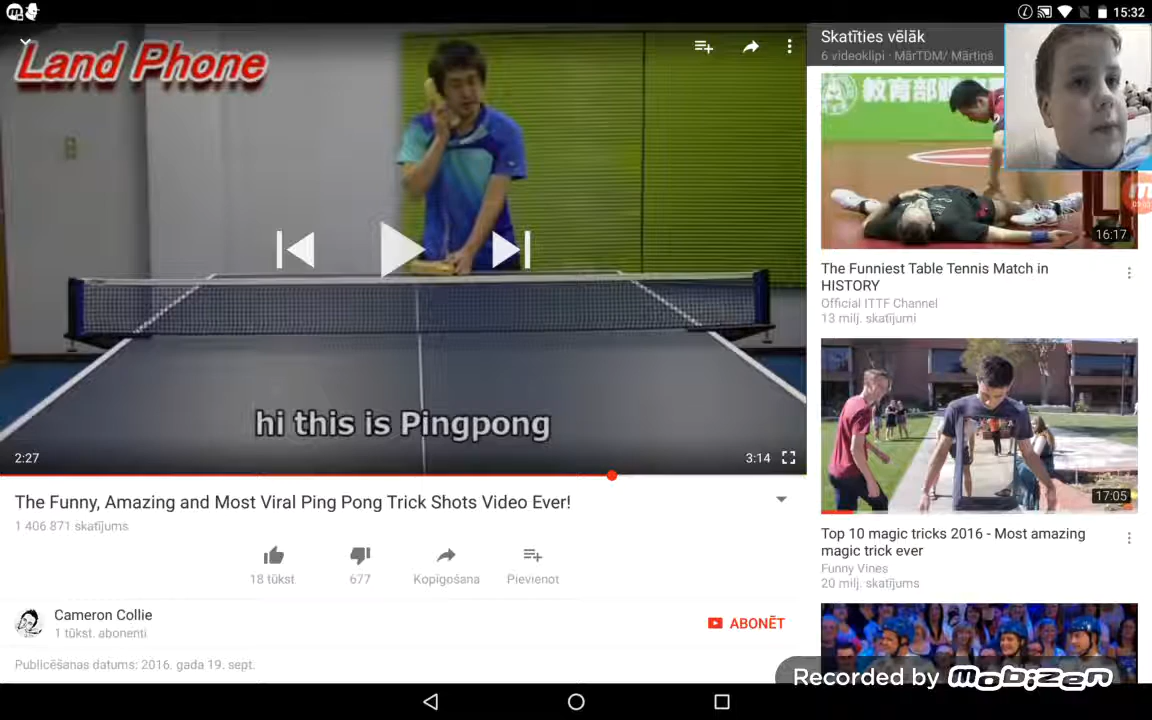 15:32
Land Phone
hi this is Pingpong
2:27
3:14
The Funny, Amazing and Most Viral Ping Pong Trick Shots Video Ever!
1 406 871 skatījums
18 tūkst.
677
Kopīgošana
Pievienot
Cameron Collie
1 tūkst. abonenti
ABONĒT
Publicēšanas datums: 2016. gada 19. sept.
Skatīties vēlāk
6 videoklipi · MārTDM/ Mārtiņš
教育部
16:17
The Funniest Table Tennis Match in
HISTORY
Official ITTF Channel
13 milj. skatījumi
17:05
Top 10 magic tricks 2016 - Most amazing
magic trick ever
Funny Vines
20 milj. skatījums
Recorded by mobizen